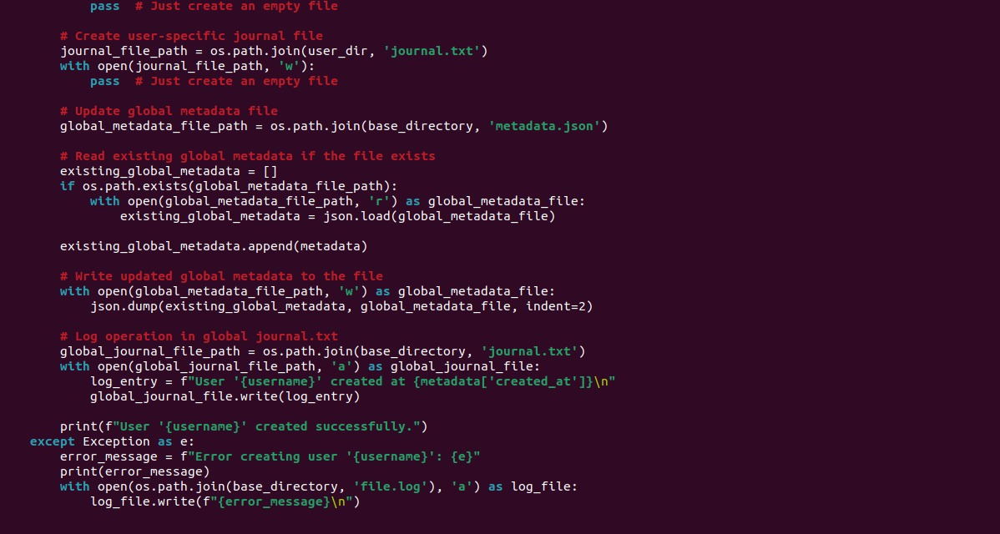 pass  # Just create an empty file
# Create user-specific journal file
journal_file_path = os.path.join(user_dir, 'journal.txt')
with open(journal_file_path, 'w'):
pass  # Just create an empty file
# Update global metadata file
global_metadata_file_path = os.path.join(base_directory, 'metadata.json')
# Read existing global metadata if the file exists
existing_global_metadata = []
if os.path.exists(global_metadata_file_path):
with open(global_metadata_file_path, 'r') as global_metadata_file:
existing_global_metadata = json.load(global_metadata_file)
existing_global_metadata.append(metadata)
# Write updated global metadata to the file
with open(global_metadata_file_path, 'w') as global_metadata_file:
json.dump(existing_global_metadata, global_metadata_file, indent=2)
# Log operation in global journal.txt
global_journal_file_path = os.path.join(base_directory, 'journal.txt')
with open(global_journal_file_path, 'a') as global_journal_file:
log_entry = f"User '{username}' created at {metadata['created_at']}\n"
global_journal_file.write(log_entry)
print(f"User '{username}' created successfully.")
except Exception as e:
error_message = f"Error creating user '{username}': {e}"
print(error_message)
with open(os.path.join(base_directory, 'file.log'), 'a') as log_file:
log_file.write(f"{error_message}\n")